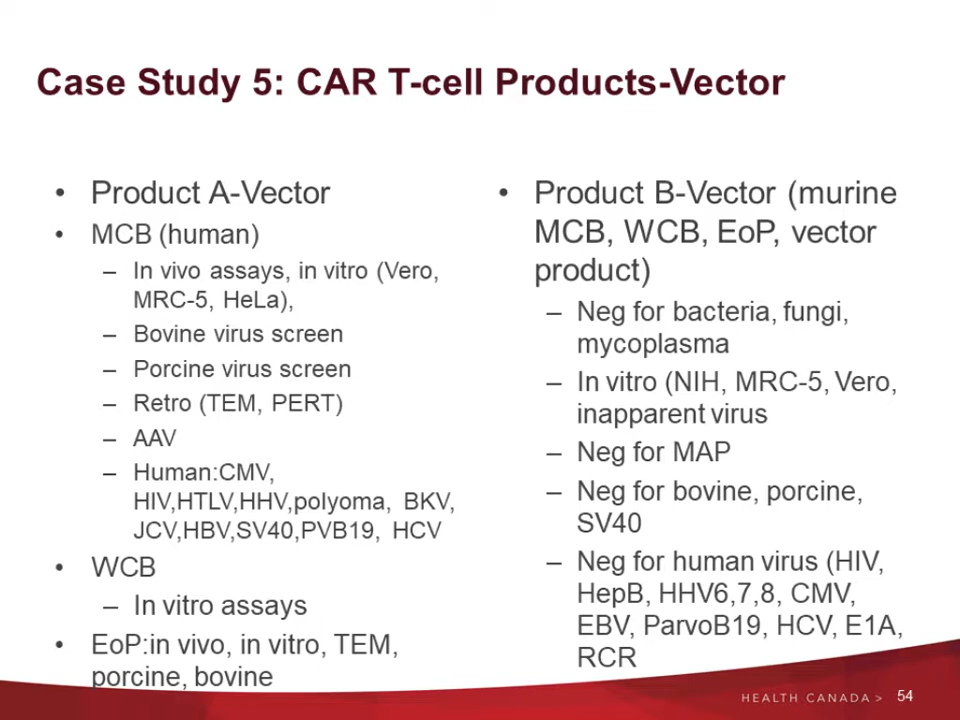 Case Study 5: CAR T-cell Products-Vector
• Product A-Vector
• MCB (human)
– In vivo assays, in vitro (Vero,
MRC-5, HeLa),
– Bovine virus screen
– Porcine virus screen
– Retro (TEM, PERT)
– AAV
– Human:CMV,
HIV,HTLV,HHV,polyoma, BKV,
JCV,HBV,SV40,PVB19, HCV
• WCB
– In vitro assays
• EoP:in vivo, in vitro, TEM,
porcine, bovine
• Product B-Vector (murine
MCB, WCB, EoP, vector
product)
– Neg for bacteria, fungi,
mycoplasma
– In vitro (NIH, MRC-5, Vero,
inapparent virus
– Neg for MAP
– Neg for bovine, porcine,
SV40
– Neg for human virus (HIV,
HepB, HHV6,7,8, CMV,
EBV, ParvoB19, HCV, E1A,
RCR
HEALTH CANADA > 54